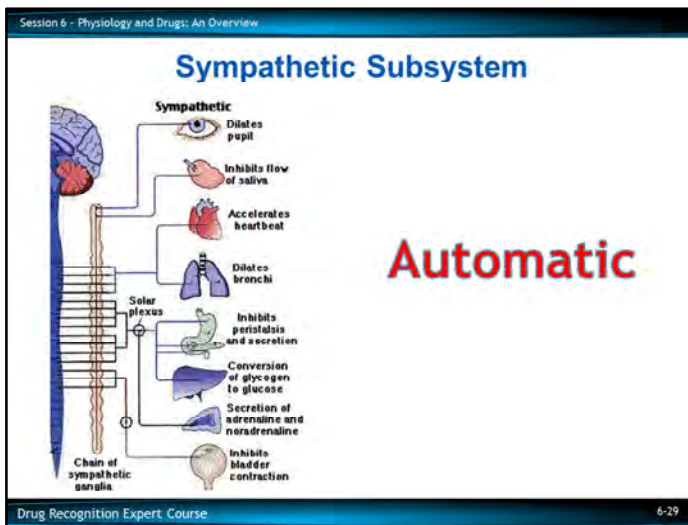 Session 6 - Physiology and Drugs: An Overview
Sympathetic Subsystem
Sympathetic
Dilates
pupil
Inhibits flow
of saliva
Accelerates
heartbeat
Dilates
bronchi
Solar
plexus
Inhibits
peristalsis
and secretion
Conversion
of glycogen
to glucose
Secretion of
adrenaline and
noradrenaline
Inhibits
bladder
contraction
Chain of
sympathetic
ganglia
Automatic
Drug Recognition Expert Course
6-29